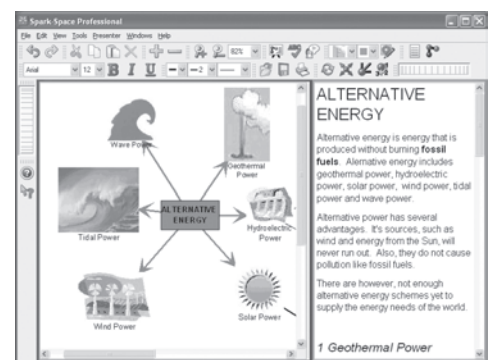 Spark Space Professional
File Edit View Tools Presenter Windows Help
82%
Arial 12 B I U 2
Wave Power
Geothermal
Power
ALTERNATIVE
ENERGY
Tidal Power
Hydroelectric
Power
Wind Power
Solar Power
ALTERNATIVE
ENERGY
Alternative energy is energy that is
produced without burning fossil
fuels. Alernative energy includes
geothermal power, hydroelectric
power, solar power, wind power, tidal
power and wave power.
Alternative power has several
advantages. It's sources, such as
wind and energy from the Sun, will
never run out. Also, they do not cause
pollution like fossil fuels.
There are however, not enough
alternative energy schemes yet to
supply the energy needs of the world.
1 Geothermal Power